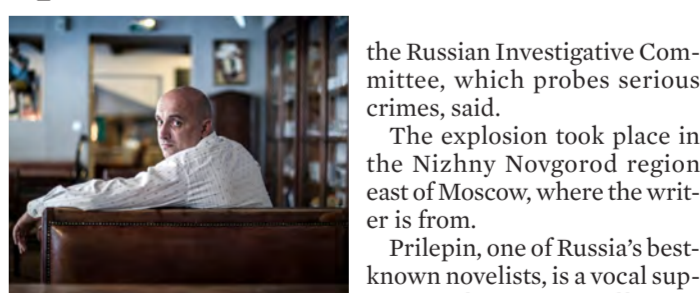 the Russian Investigative Com-
mittee, which probes serious
crimes, said.
The explosion took place in
the Nizhny Novgorod region
east of Moscow, where the writ-
er is from.
Prilepin, one of Russia's best-
known novelists, is a vocal sup-